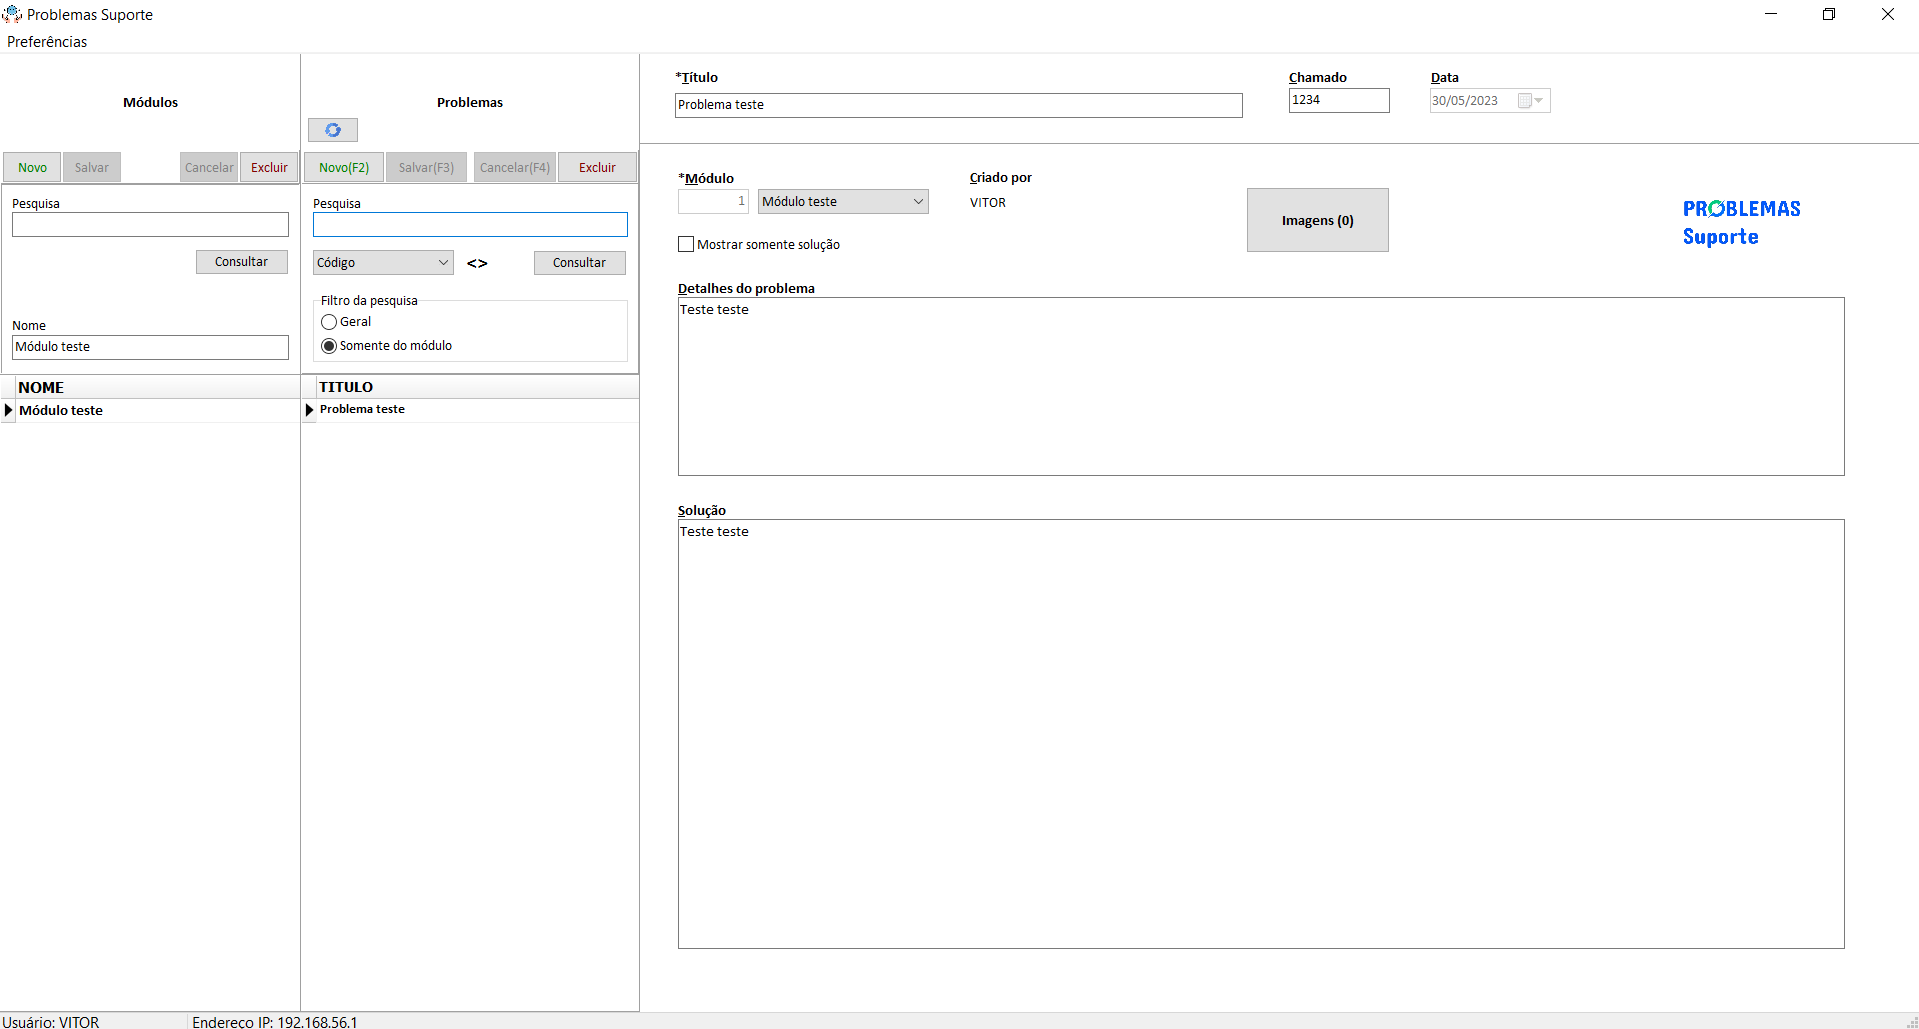 Problemas Suporte
Preferências
Módulos
Novo Salvar Cancelar Excluir
Pesquisa
Consultar
Nome
Módulo teste
NOME
Módulo teste
Problemas
Novo(F2) Salvar(F3) Cancelar(F4) Excluir
Pesquisa
Código <> Consultar
Filtro da pesquisa
Geral
Somente do módulo
TITULO
Problema teste
*Título Chamado Data
Problema teste 1234 30/05/2023
*Módulo Criado por
1 Módulo teste VITOR
Imagens (0)
PROBLEMAS
Suporte
Mostrar somente solução
Detalhes do problema
Teste teste
Solução
Teste teste
Usuário: VITOR Endereço IP: 192.168.56.1